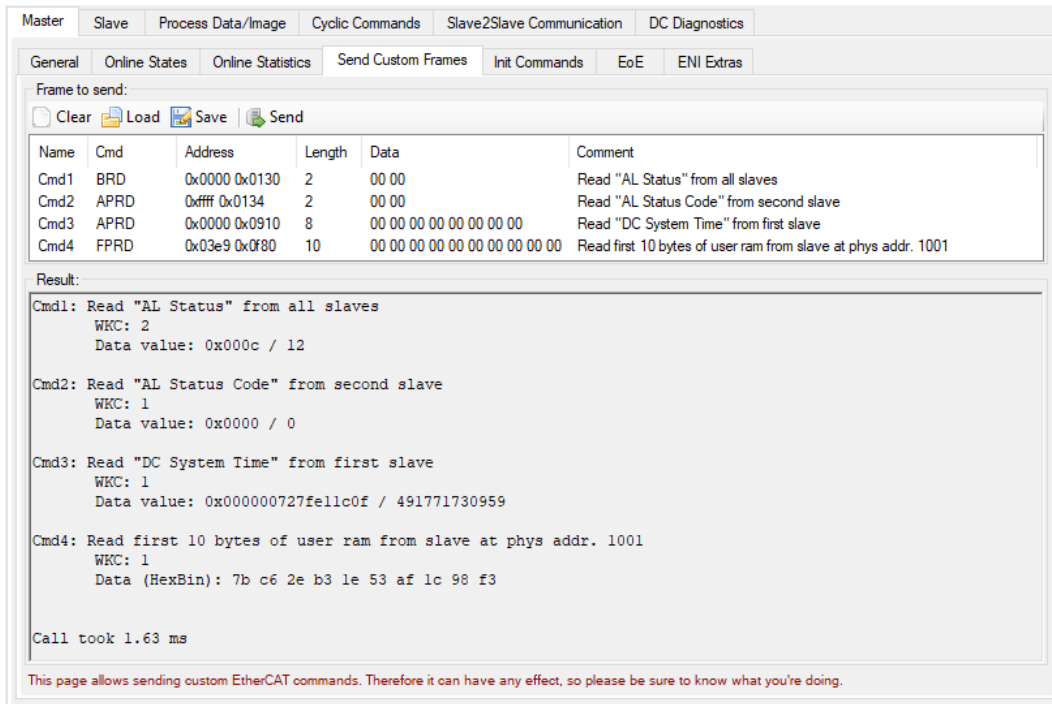 Master Slave Process Data/Image Cyclic Commands Slave2Slave Communication DC Diagnostics
General Online States Online Statistics Send Custom Frames Init Commands EoE ENI Extras
Frame to send:
Clear Load Save Send
Name Cmd Address Length Data Comment
Cmd1 BRD 0x0000 0x0130 2 00 00 Read "AL Status" from all slaves
Cmd2 APRD 0xffff 0x0134 2 00 00 Read "AL Status Code" from second slave
Cmd3 APRD 0x0000 0x0910 8 00 00 00 00 00 00 00 00 Read "DC System Time" from first slave
Cmd4 FPRD 0x03e9 0x0f80 10 00 00 00 00 00 00 00 00 00 00 Read first 10 bytes of user ram from slave at phys addr. 1001
Result:
Cmd1: Read "AL Status" from all slaves
WKC: 2
Data value: 0x000c / 12
Cmd2: Read "AL Status Code" from second slave
WKC: 1
Data value: 0x0000 / 0
Cmd3: Read "DC System Time" from first slave
WKC: 1
Data value: 0x000000727fe11c0f / 491771730959
Cmd4: Read first 10 bytes of user ram from slave at phys addr. 1001
WKC: 1
Data (HexBin): 7b c6 2e b3 1e 53 af 1c 98 f3
Call took 1.63 ms
This page allows sending custom EtherCAT commands. Therefore it can have any effect, so please be sure to know what you're doing.